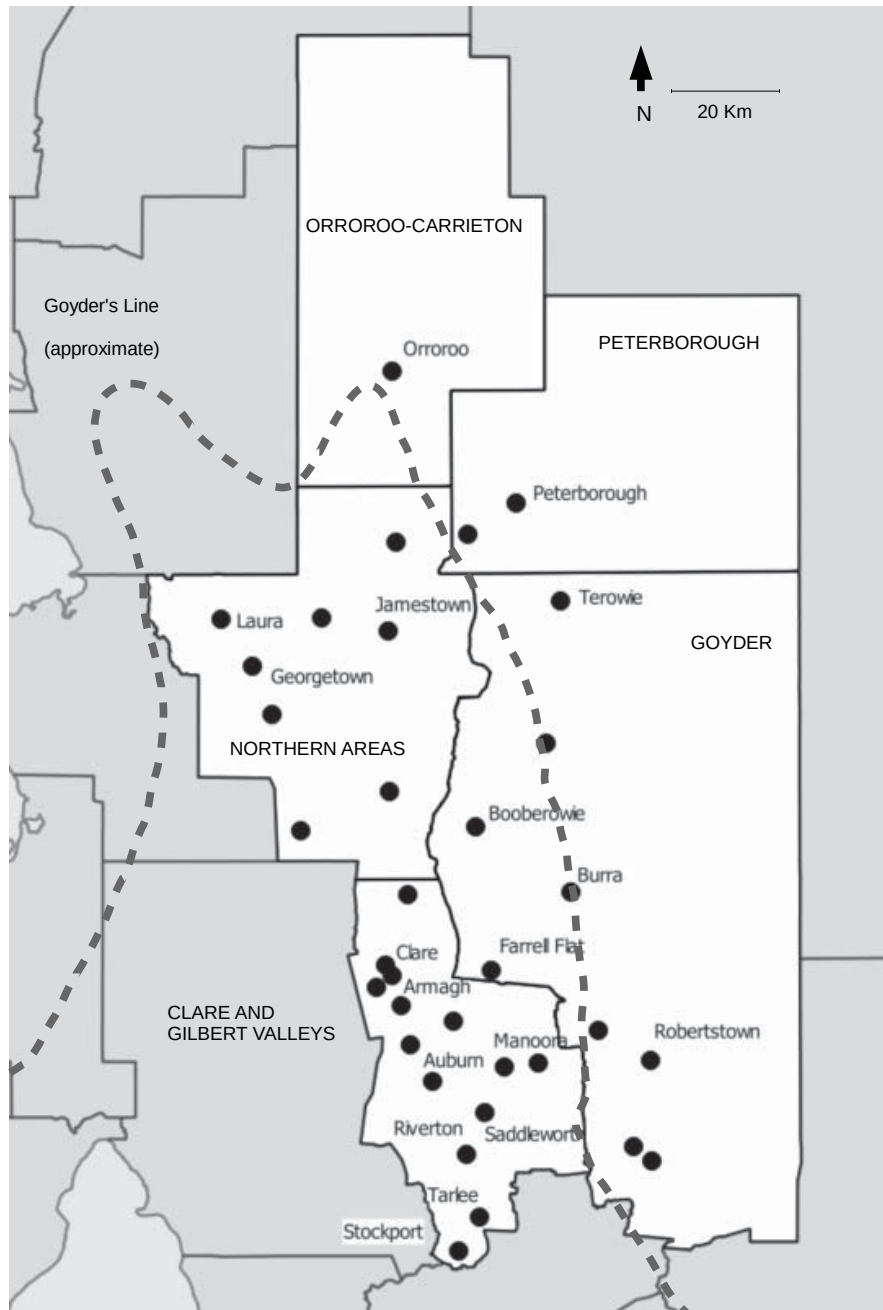 N
20 Km
ORROROO-CARRIETON
Goyder's Line
(approximate)
PETERBOROUGH
Orroroo
Peterborough
Terowie
Jamestown
Laura
GOYDER
Georgetown
NORTHERN AREAS
Booberowie
Burra
Farrell Flat
Clare
Armagh
CLARE AND
GILBERT VALLEYS
Robertstown
Manoora
Auburn
Riverton
Saddleworth
Tarlee
Stockport